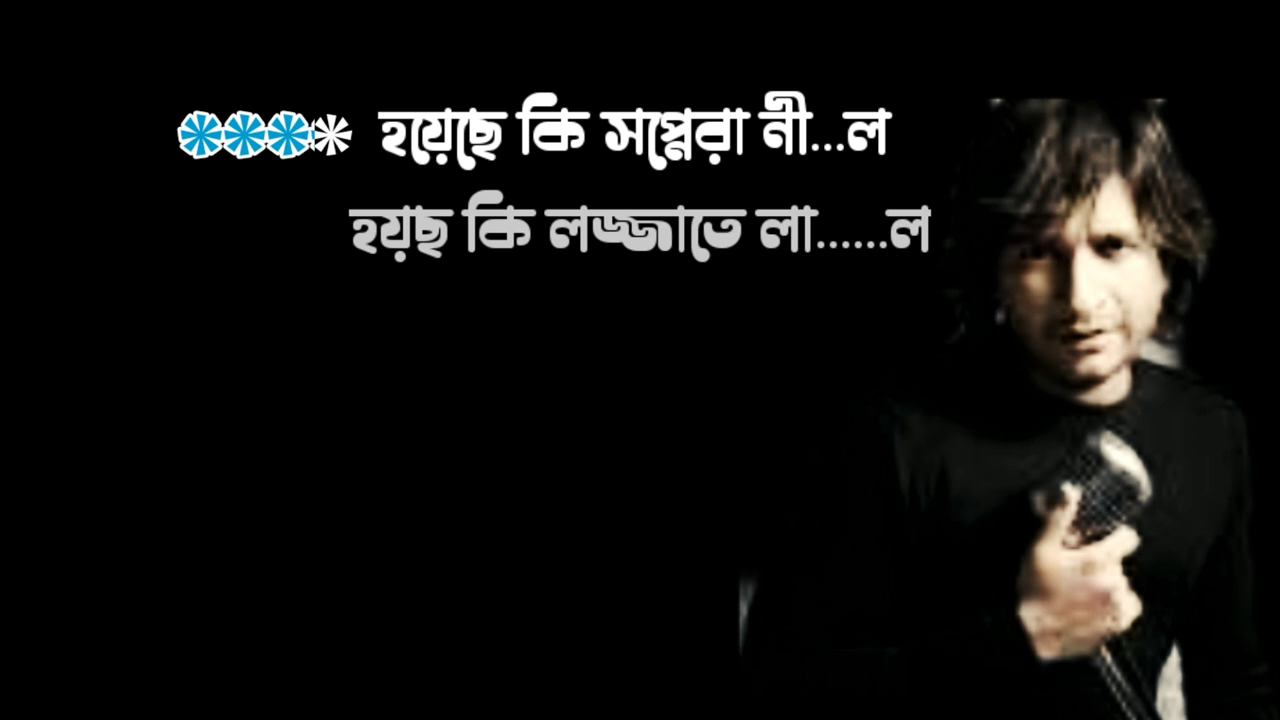 হয়েছে কি সপ্নেরা নী...ল
হয়ছ কি লজ্জাতে লা......ল